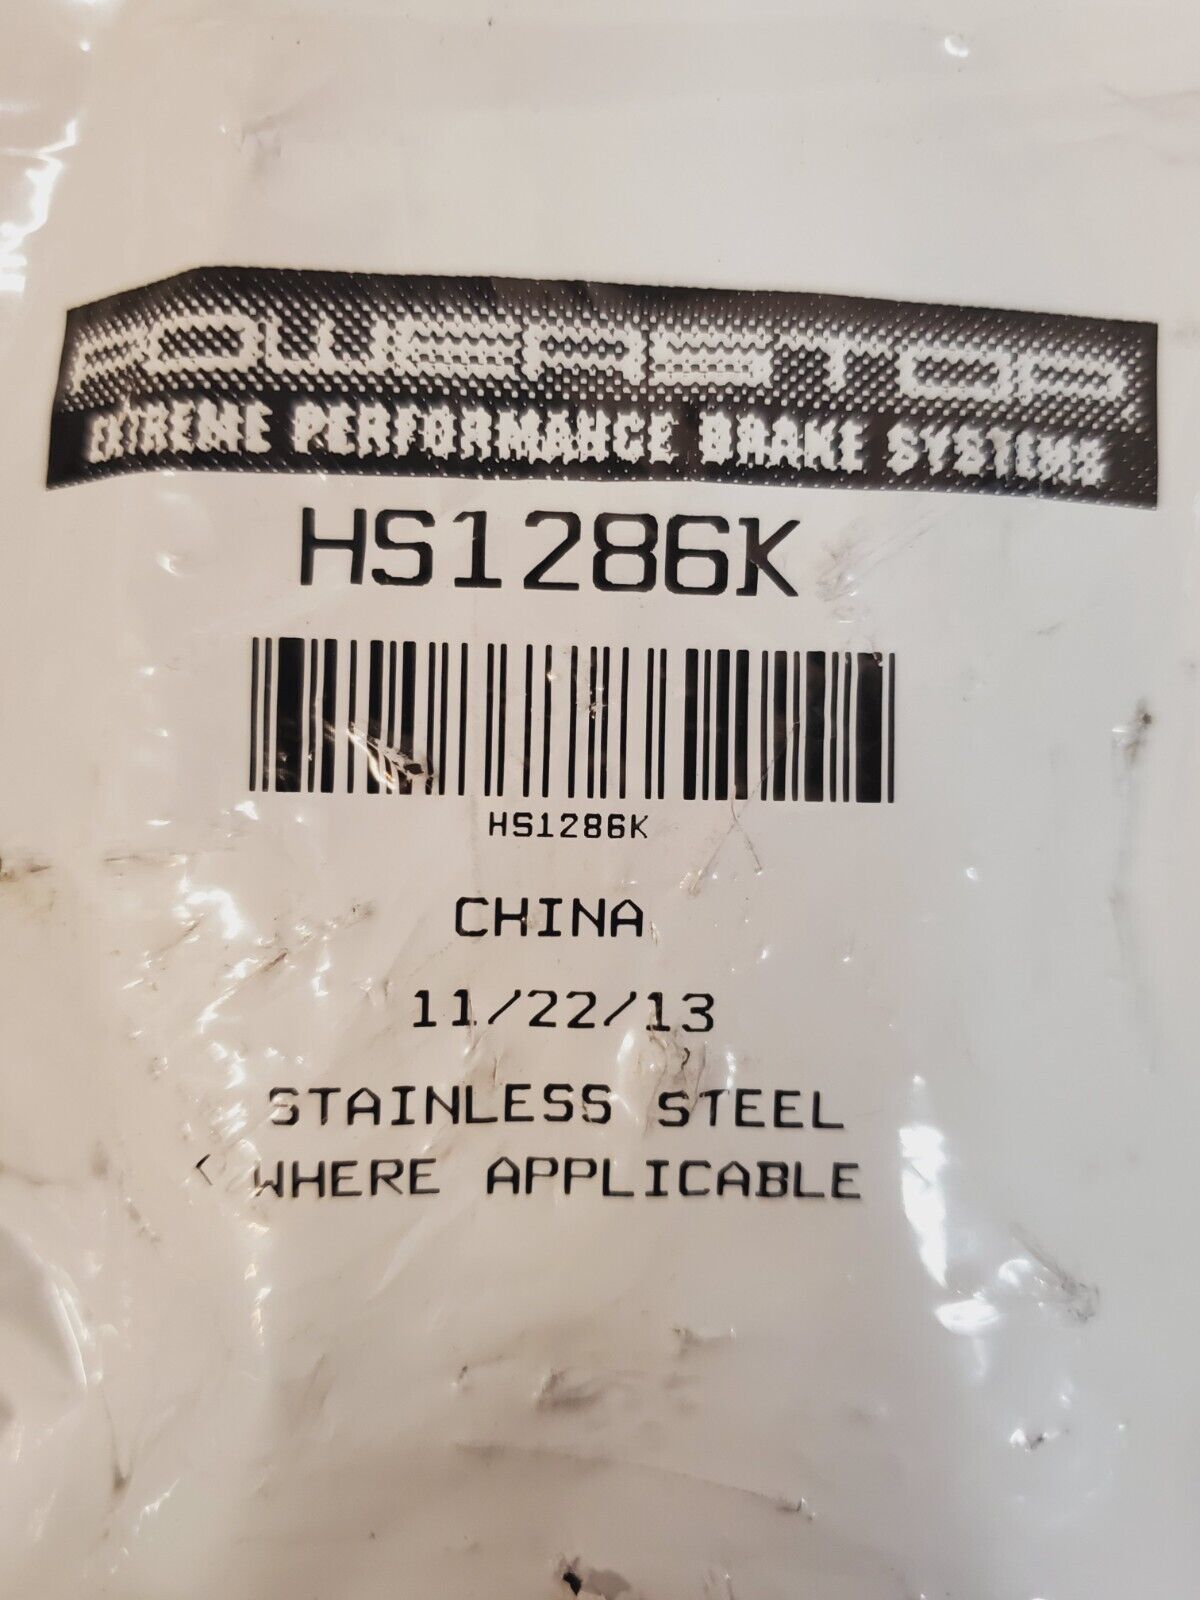 POWERSTOP
EXTREME PERFORMANCE BRAKE SYSTEMS
HS1286K
HS1286K
CHINA
11/22/13
STAINLESS STEEL
WHERE APPLICABLE